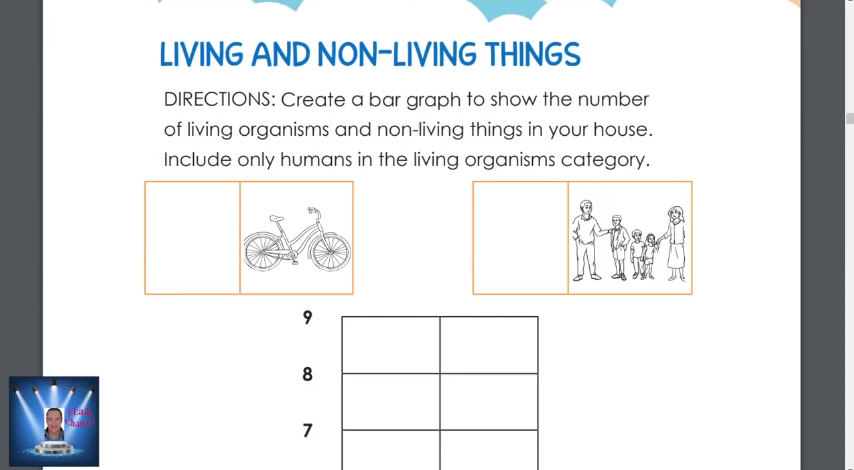 LIVING AND NON-LIVING THINGS
DIRECTIONS: Create a bar graph to show the number
of living organisms and non-living things in your house.
Include only humans in the living organisms category.
9
8
7